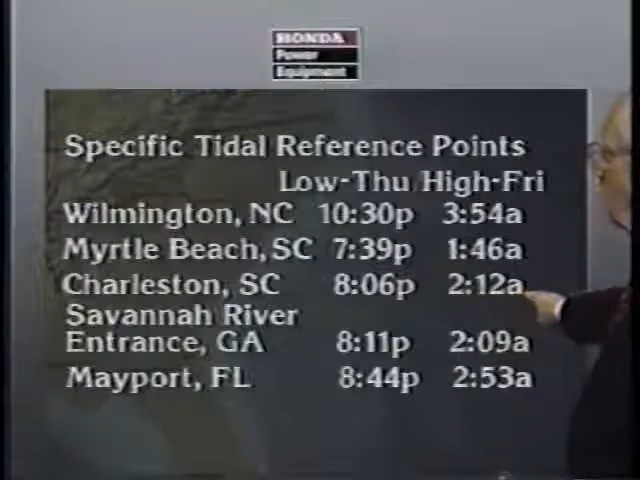 HONDA
Power
Equipment
Specific Tidal Reference Points
Low-Thu High-Fri
Wilmington, NC 10:30p 3:54a
Myrtle Beach, SC 7:39p 1:46a
Charleston, SC 8:06p 2:12a
Savannah River
Entrance, GA 8:11p 2:09a
Mayport, FL 8:44p 2:53a